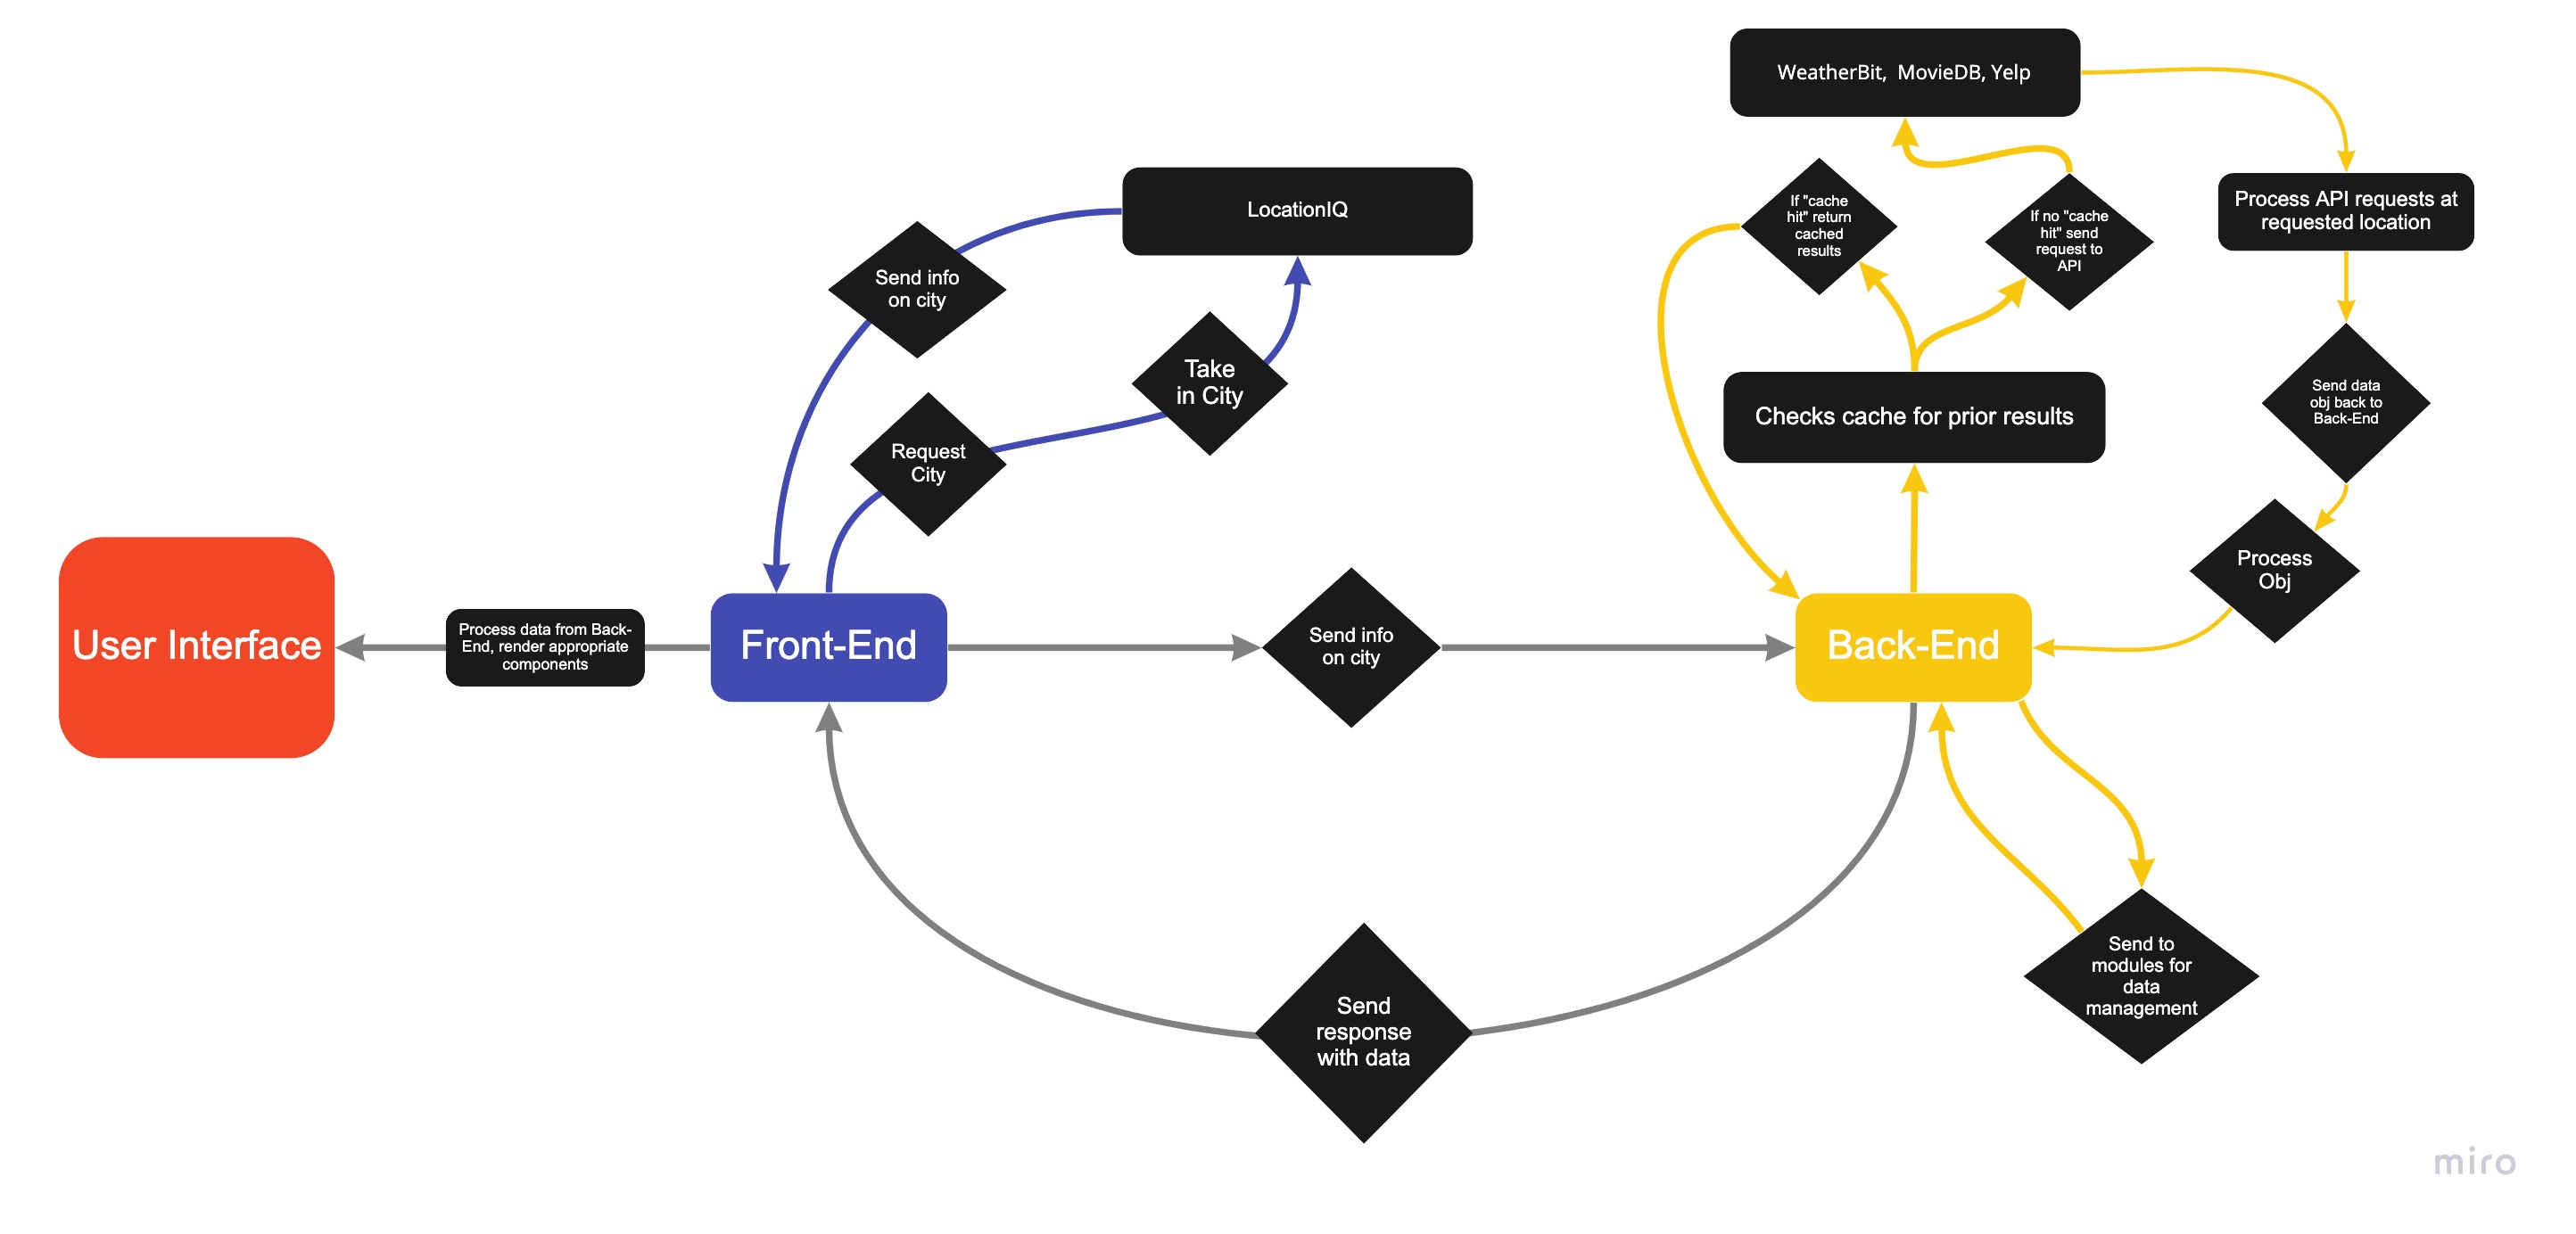 WeatherBit,  MovieDB, Yelp
LocationIQ
Process API requests at
requested location
If "cache
hit" return
cached
results
If no "cache
hit" send
request to
API
Send info
on city
Take
in City
Request
City
Checks cache for prior results
Send data
obj back to
Back-End
Process
Obj
User Interface
Process data from Back-
End, render appropriate
components
Front-End
Send info
on city
Back-End
Send to
modules for
data
management
Send
response
with data
miro